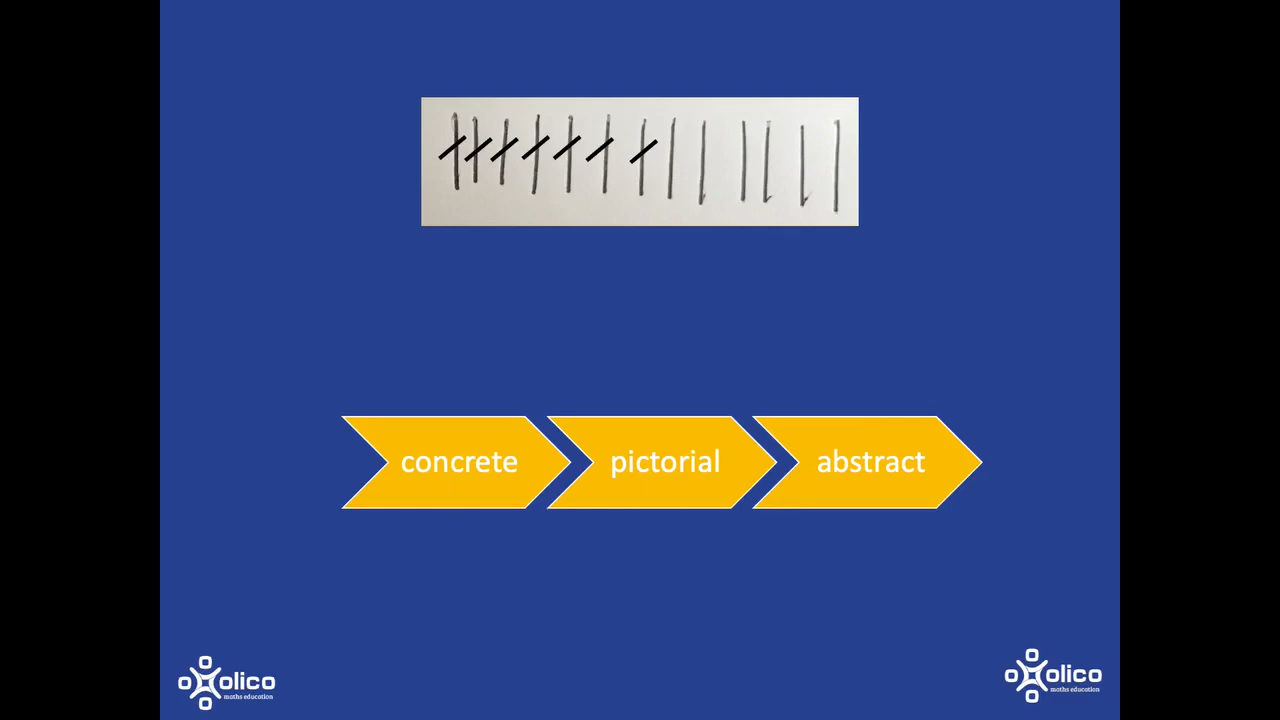 concrete
pictorial
abstract
olico
maths education
olico
maths education